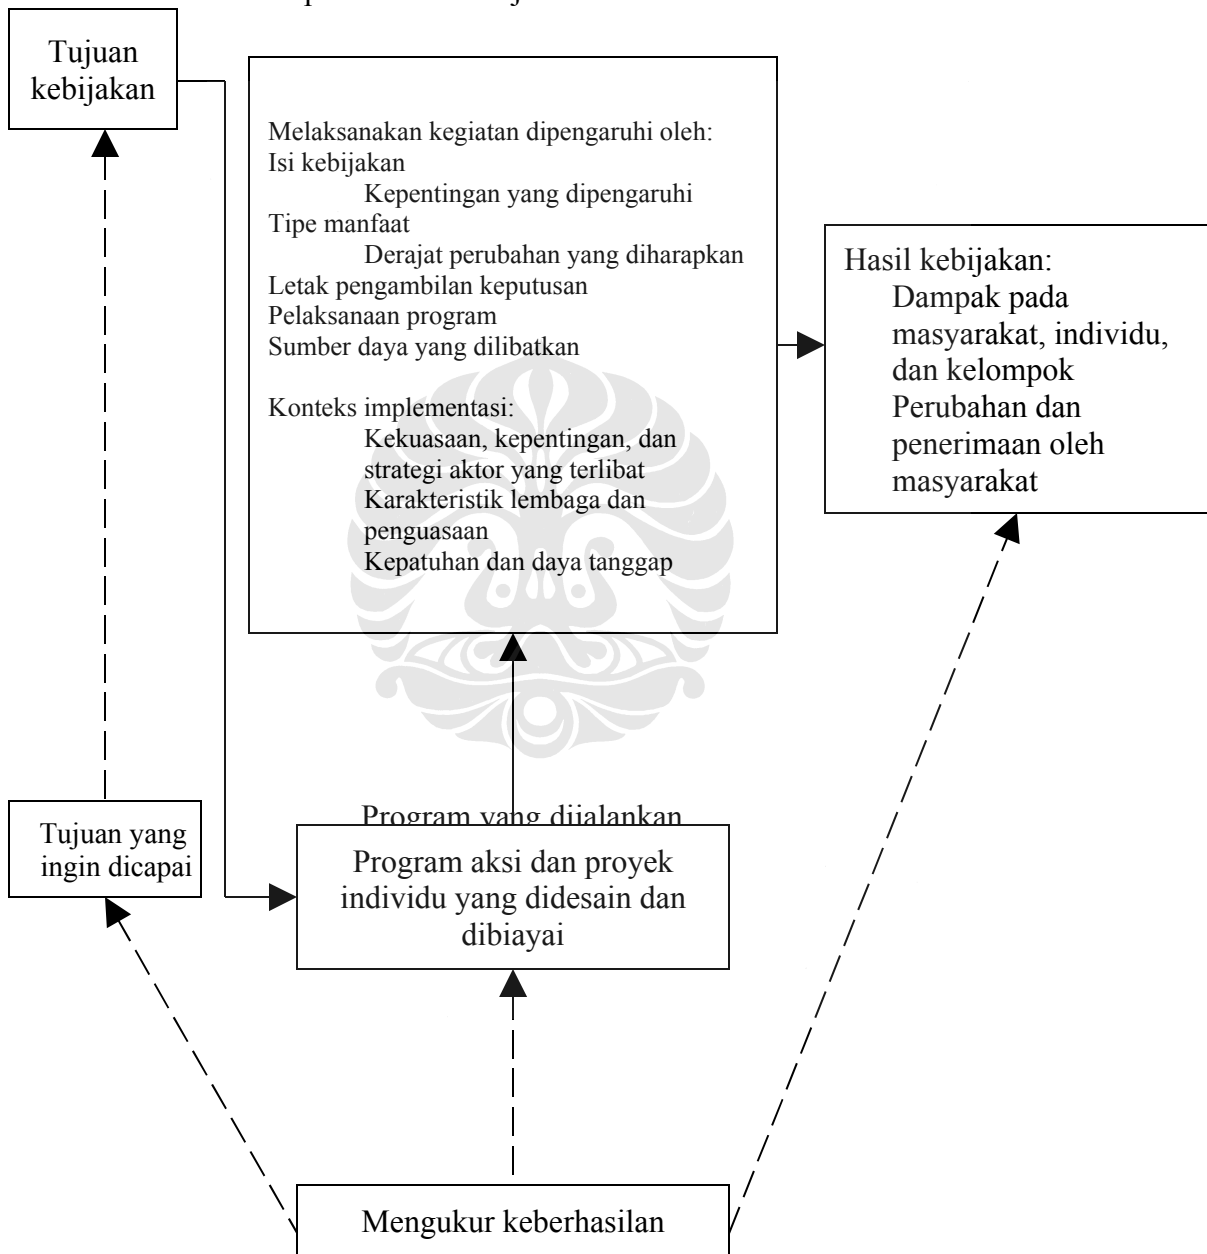 Tujuan
kebijakan
Melaksanakan kegiatan dipengaruhi oleh:
Isi kebijakan
Kepentingan yang dipengaruhi
Tipe manfaat
Derajat perubahan yang diharapkan
Letak pengambilan keputusan
Pelaksanaan program
Sumber daya yang dilibatkan
Konteks implementasi:
Kekuasaan, kepentingan, dan
strategi aktor yang terlibat
Karakteristik lembaga dan
penguasaan
Kepatuhan dan daya tanggap
Hasil kebijakan:
Dampak pada
masyarakat, individu,
dan kelompok
Perubahan dan
penerimaan oleh
masyarakat
Tujuan yang
ingin dicapai
Program yang dijalankan
Program aksi dan proyek
individu yang didesain dan
dibiayai
Mengukur keberhasilan